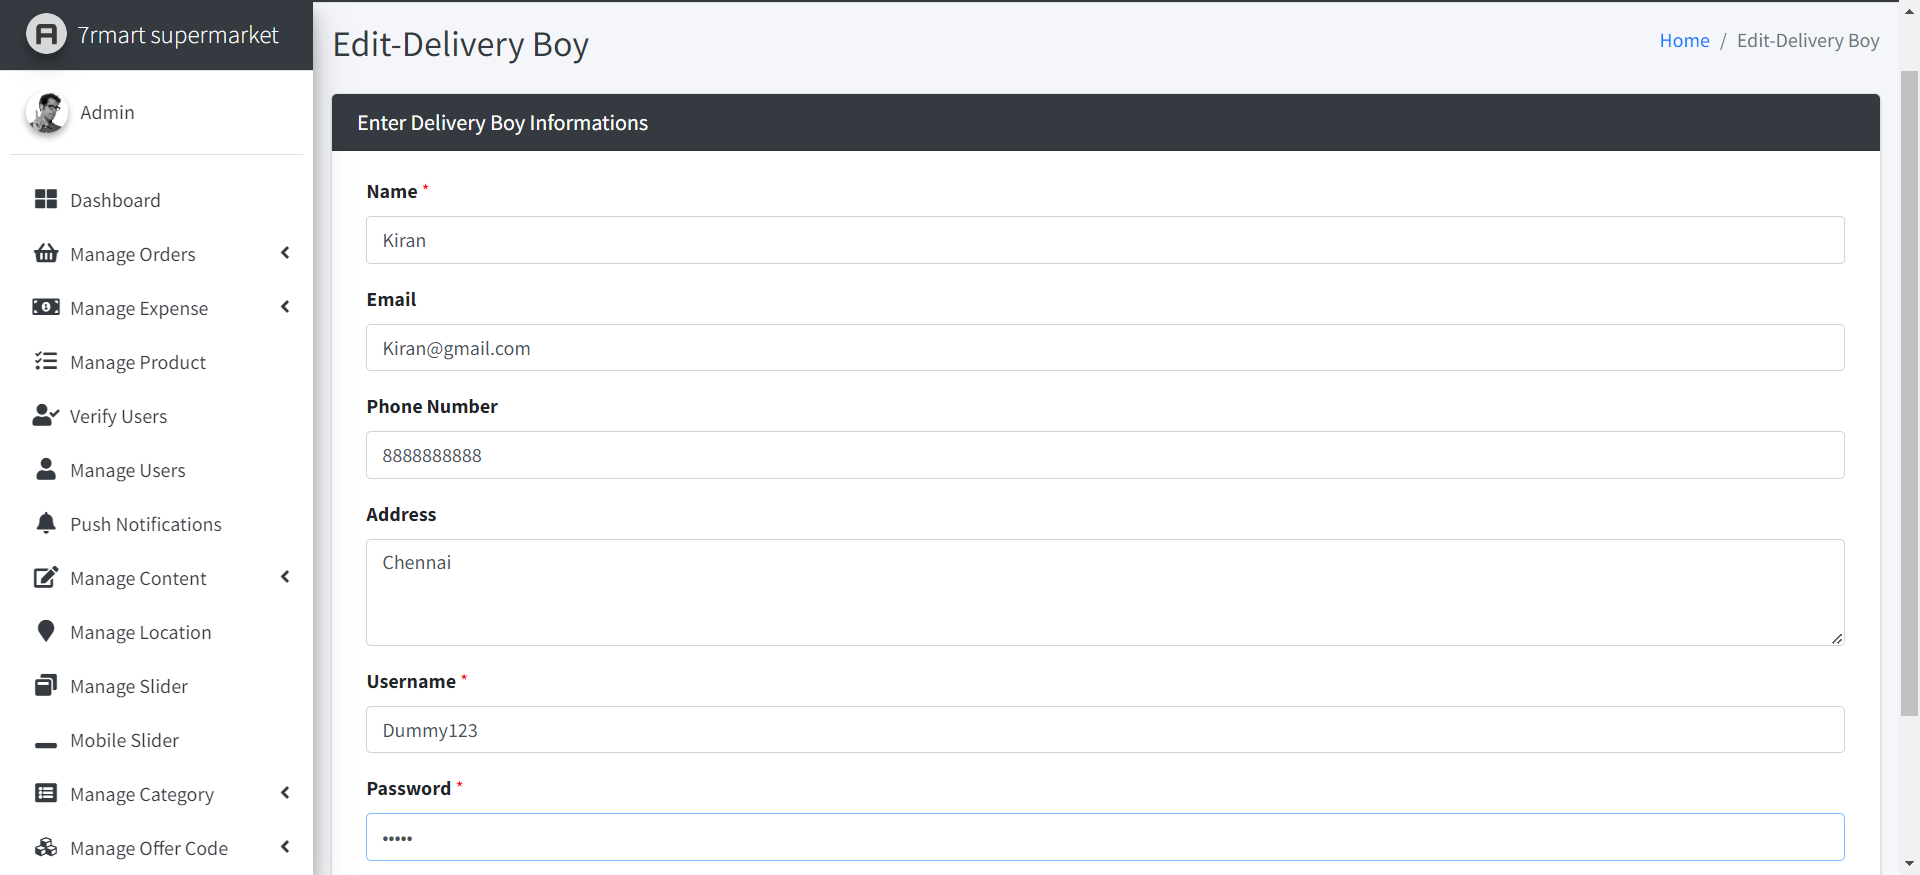 7rmart supermarket
Admin
Dashboard
Manage Orders
Manage Expense
Manage Product
Verify Users
Manage Users
Push Notifications
Manage Content
Manage Location
Manage Slider
Mobile Slider
Manage Category
Manage Offer Code
Edit-Delivery Boy
Home / Edit-Delivery Boy
Enter Delivery Boy Informations
Name *
Kiran
Email
Kiran@gmail.com
Phone Number
8888888888
Address
Chennai
Username *
Dummy123
Password *
•••••